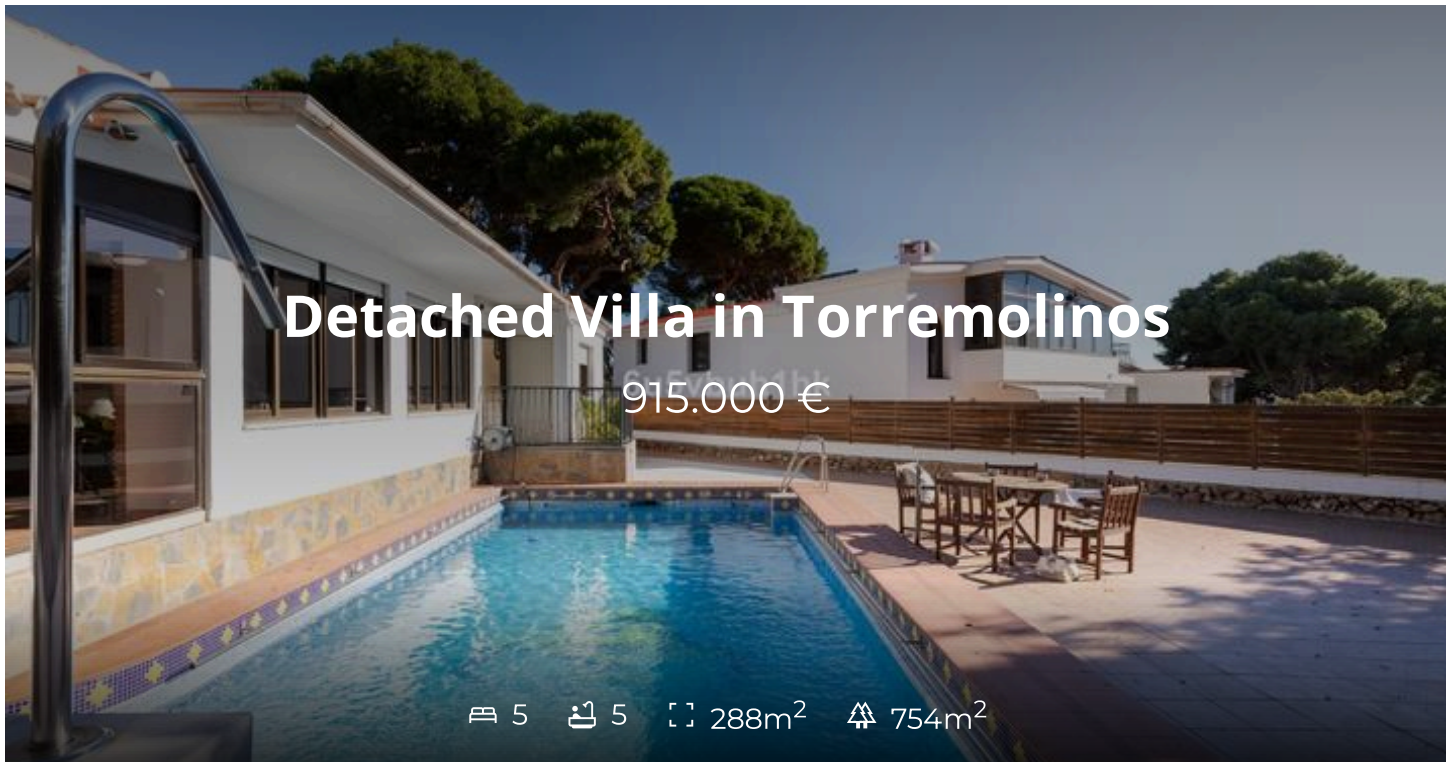 Detached Villa in Torremolinos
915.000 €
5 5 288m² 754m²